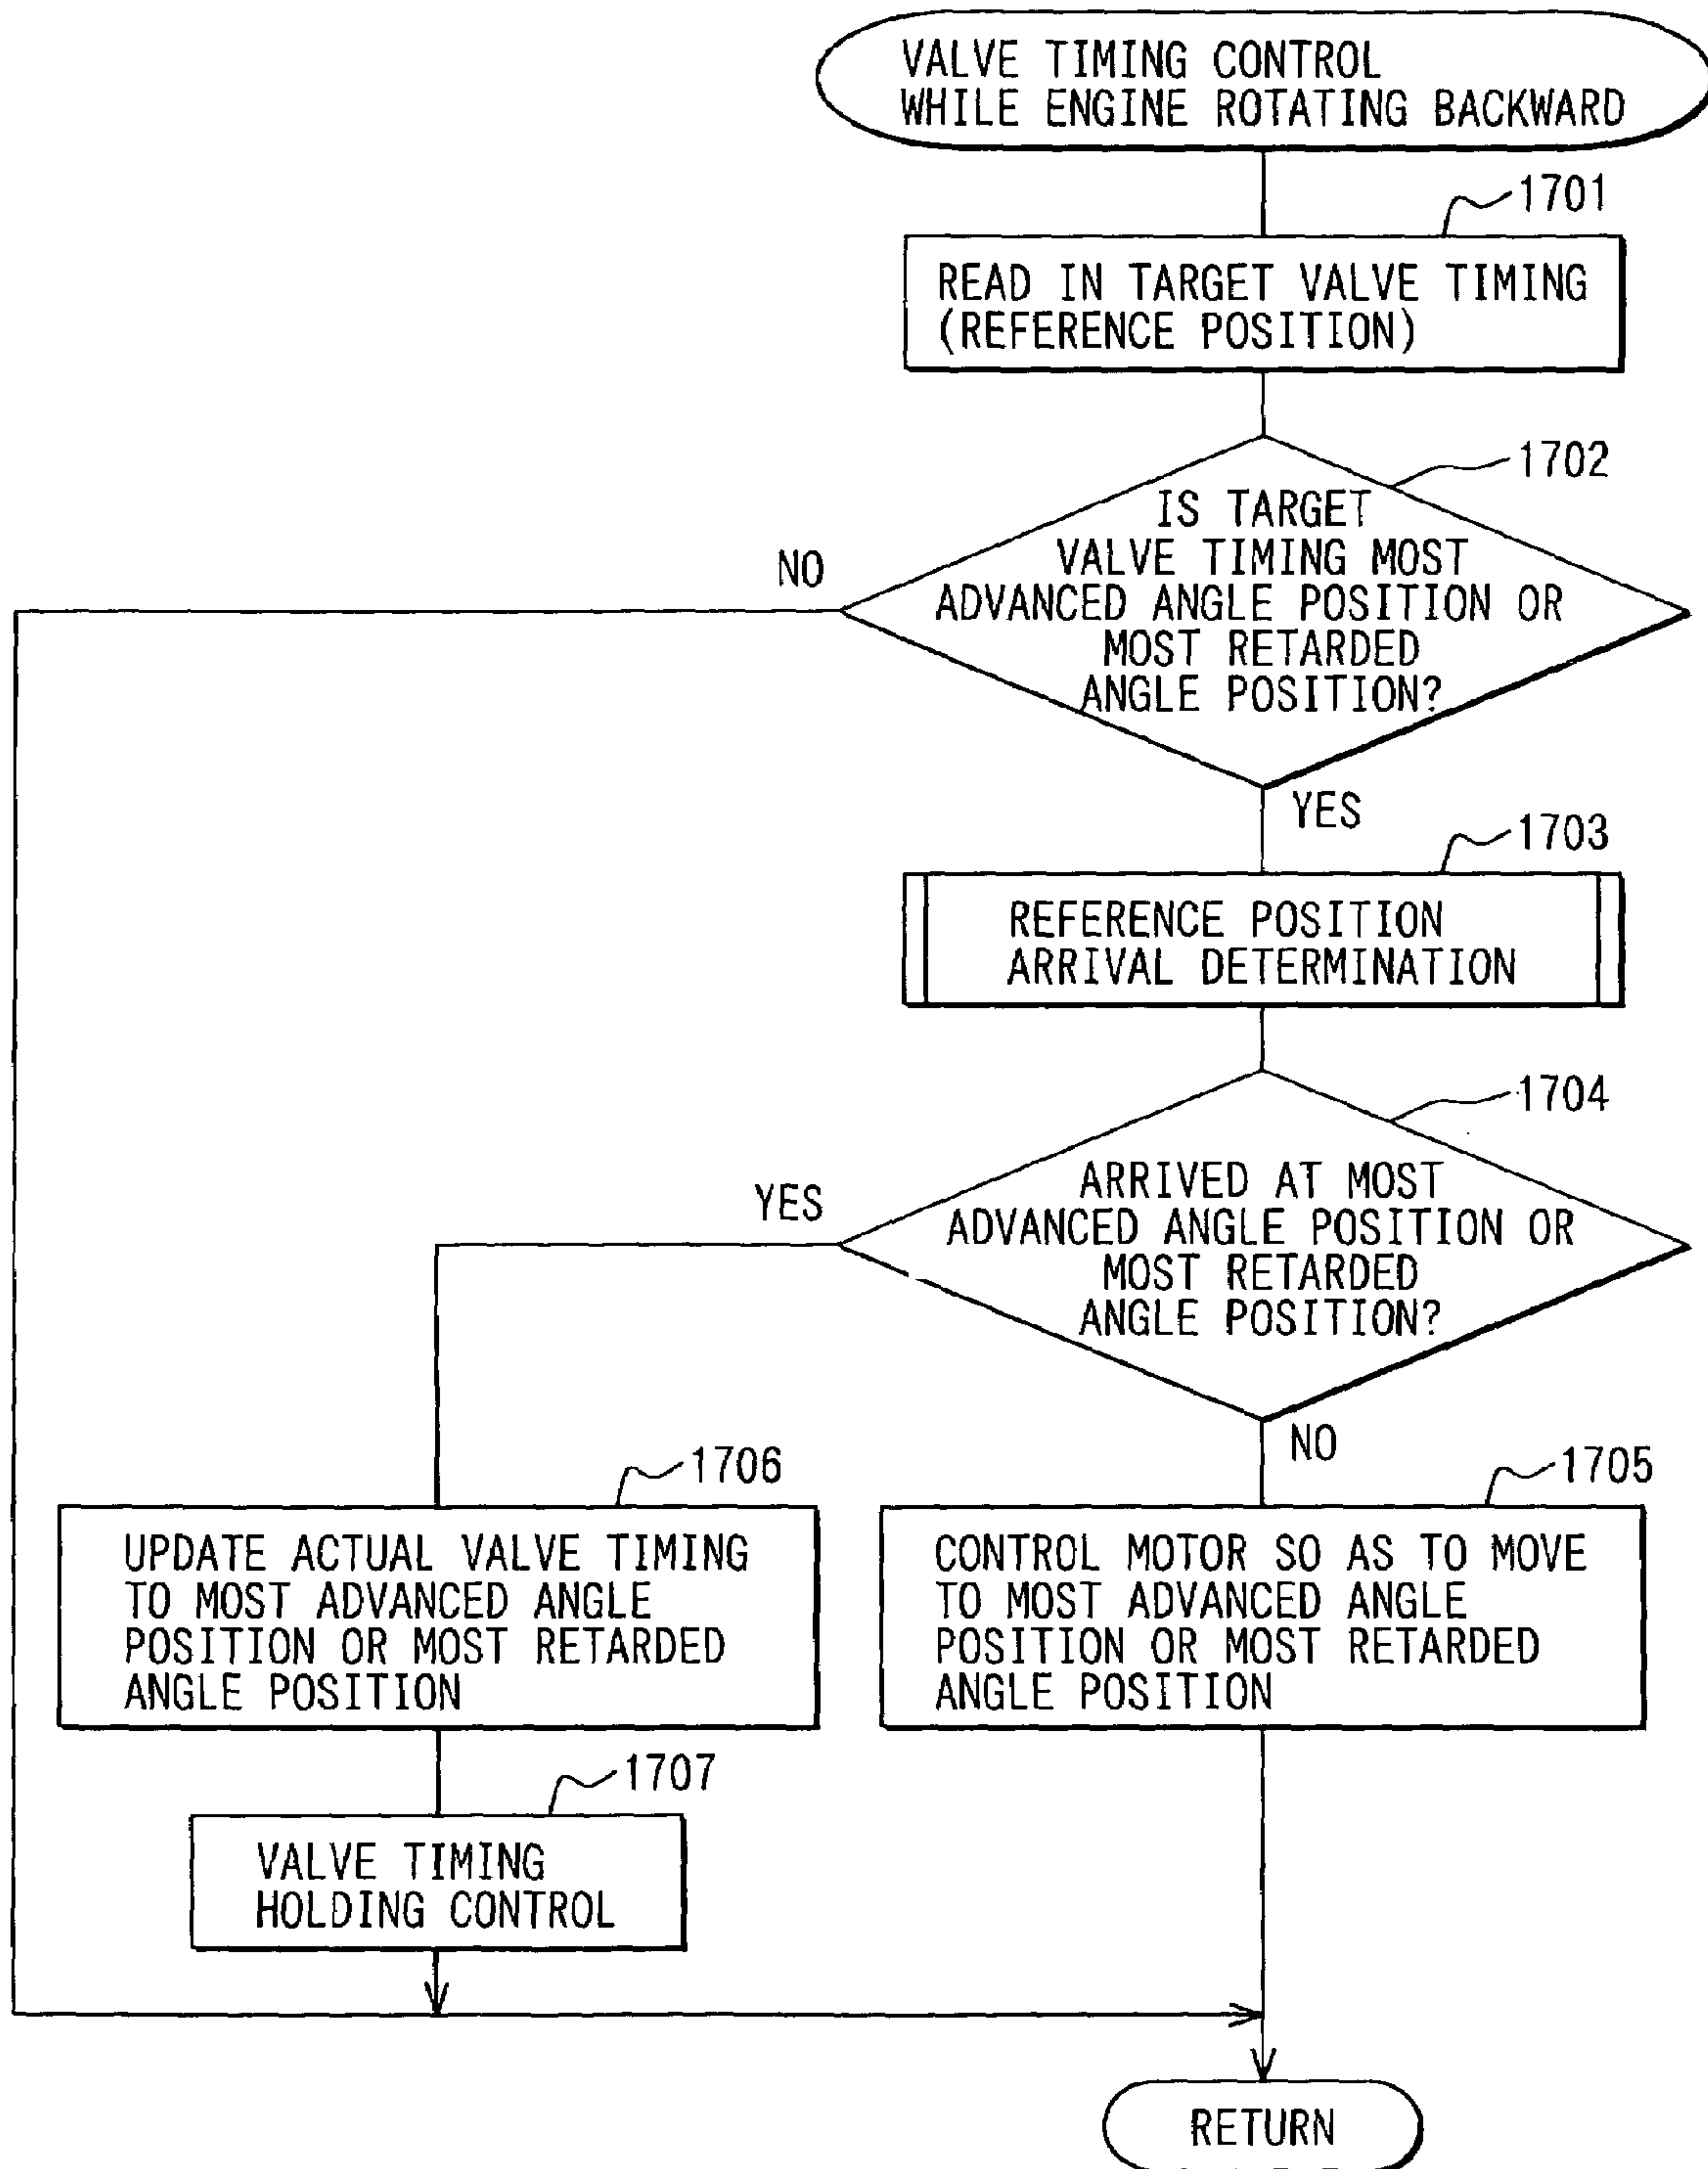 VALVE TIMING CONTROL
WHILE ENGINE ROTATING BACKWARD
1701
READ IN TARGET VALVE TIMING
(REFERENCE POSITION)
1702
IS TARGET
VALVE TIMING MOST
ADVANCED ANGLE POSITION OR
MOST RETARDED
ANGLE POSITION?
NO
YES
1703
REFERENCE POSITION
ARRIVAL DETERMINATION
1704
ARRIVED AT MOST
ADVANCED ANGLE POSITION OR
MOST RETARDED
ANGLE POSITION?
YES
NO
1706
UPDATE ACTUAL VALVE TIMING
TO MOST ADVANCED ANGLE
POSITION OR MOST RETARDED
ANGLE POSITION
1705
CONTROL MOTOR SO AS TO MOVE
TO MOST ADVANCED ANGLE
POSITION OR MOST RETARDED
ANGLE POSITION
1707
VALVE TIMING
HOLDING CONTROL
RETURN